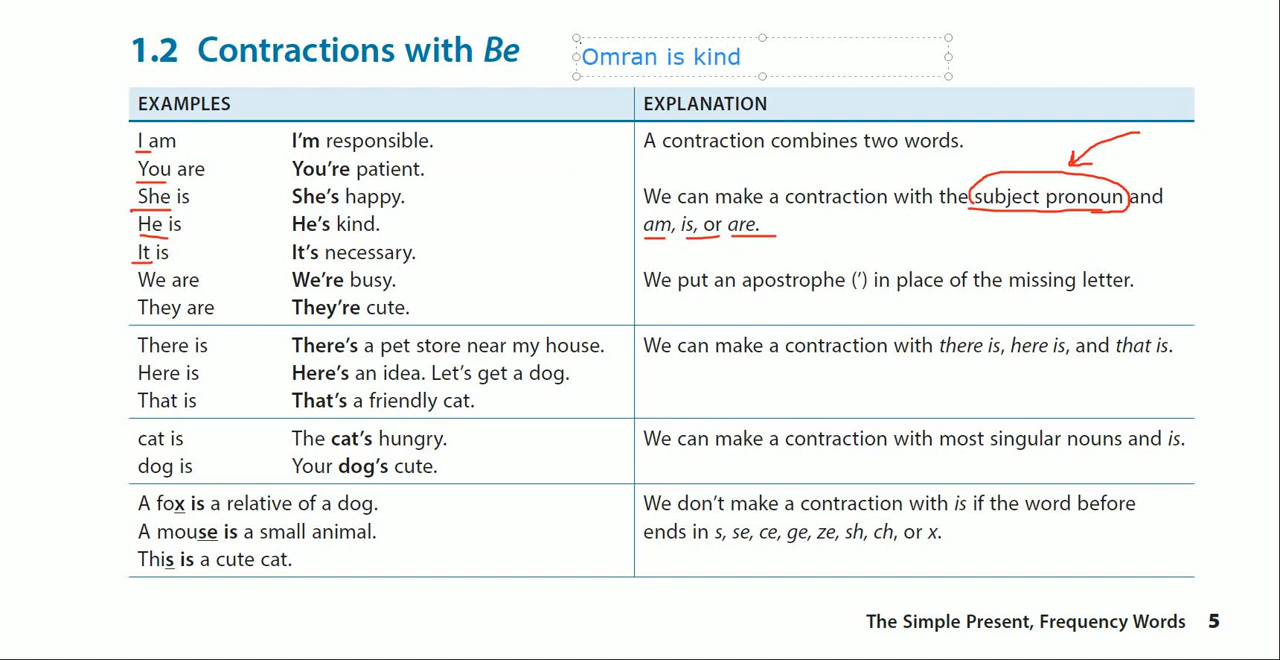 1.2 Contractions with Be
Omran is kind
EXAMPLES EXPLANATION
I am I'm responsible. A contraction combines two words.
You are You're patient.
She is She's happy. We can make a contraction with the subject pronoun and
He is He's kind. am, is, or are.
It is It's necessary.
We are We're busy. We put an apostrophe (') in place of the missing letter.
They are They're cute.
There is There's a pet store near my house. We can make a contraction with there is, here is, and that is.
Here is Here's an idea. Let's get a dog.
That is That's a friendly cat.
cat is The cat's hungry. We can make a contraction with most singular nouns and is.
dog is Your dog's cute.
A fox is a relative of a dog. We don't make a contraction with is if the word before
A mouse is a small animal. ends in s, se, ce, ge, ze, sh, ch, or x.
This is a cute cat.
The Simple Present, Frequency Words 5